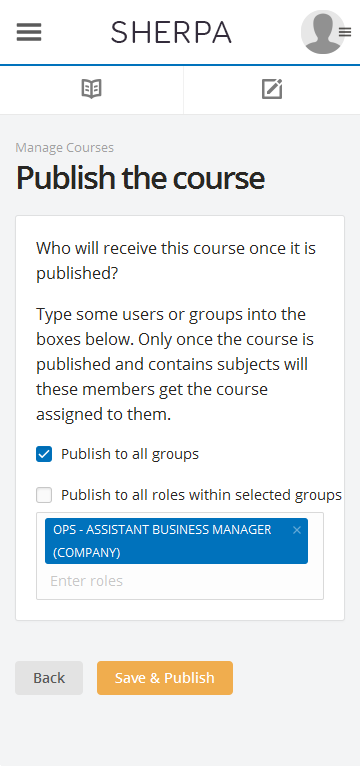 SHERPA
Manage Courses
Publish the course
Who will receive this course once it is
published?
Type some users or groups into the
boxes below. Only once the course is
published and contains subjects will
these members get the course
assigned to them.
Publish to all groups
Publish to all roles within selected groups
OPS - ASSISTANT BUSINESS MANAGER ×
(COMPANY)
Enter roles
Back
Save & Publish